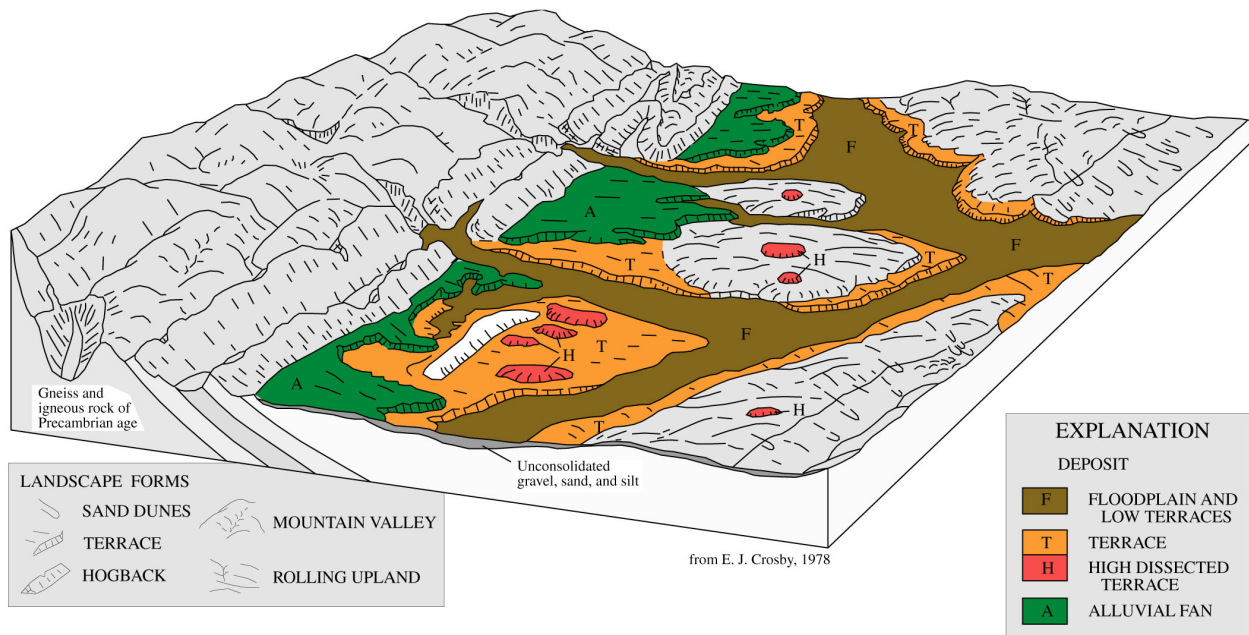 T
T
F
A
H
F
T
T
T
H
T
F
H
A
T
Gneiss and
igneous rock of
Precambrian age
Unconsolidated
gravel, sand, and silt
from E. J. Crosby, 1978
LANDSCAPE FORMS
SAND DUNES
TERRACE
HOGBACK
MOUNTAIN VALLEY
ROLLING UPLAND
EXPLANATION
DEPOSIT
F FLOODPLAIN AND
LOW TERRACES
T TERRACE
H HIGH DISSECTED
TERRACE
A ALLUVIAL FAN